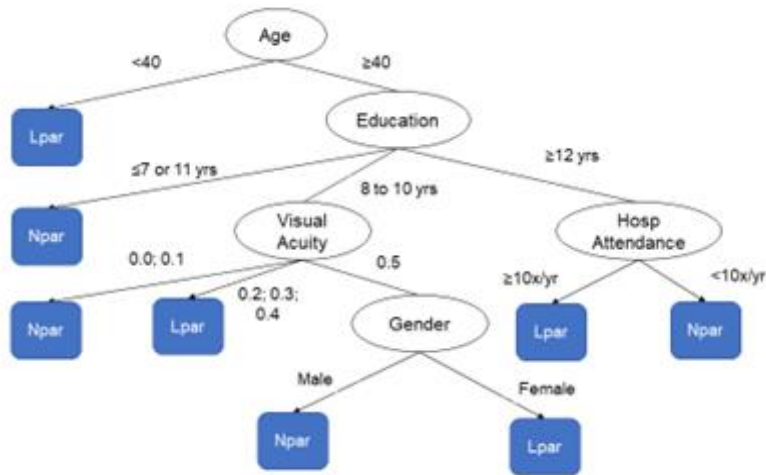 Age
<40
≥40
Lpar
Education
≤7 or 11 yrs
8 to 10 yrs
≥12 yrs
Npar
Visual
Acuity
Hosp
Attendance
0.0; 0.1
0.2; 0.3;
0.4
0.5
≥10x/yr
<10x/yr
Npar
Lpar
Gender
Lpar
Npar
Male
Female
Npar
Lpar